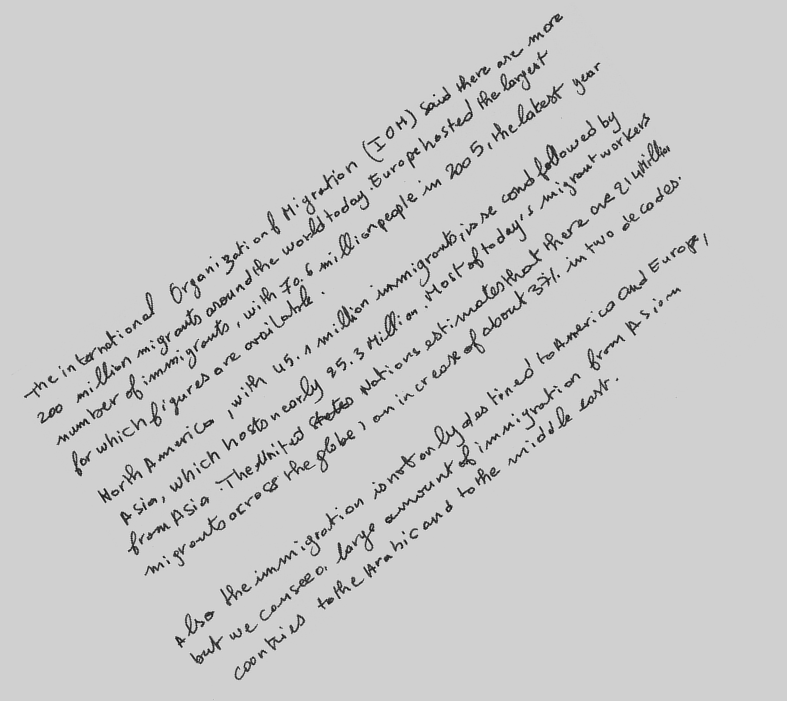 The international Organization of Migration (IOM) said there are more
200 million migrants around the world today. Europe hosted the largest
number of immigrants, with 70.6 million people in 2005, the latest year
for which figures are available.
North America, with 45.1 million immigrants, is second followed by
Asia, which hosts nearly 25.3 Million. Most of today's migrant workers
from Asia. The United Nations estimates that there are 214 Million
migrants across the globe, an increase of about 37% in two decades.
Also the immigration is not only destined to America and Europe,
but we can see a large amount of immigration from Asian
coontries to the Arabic and to the middle east.